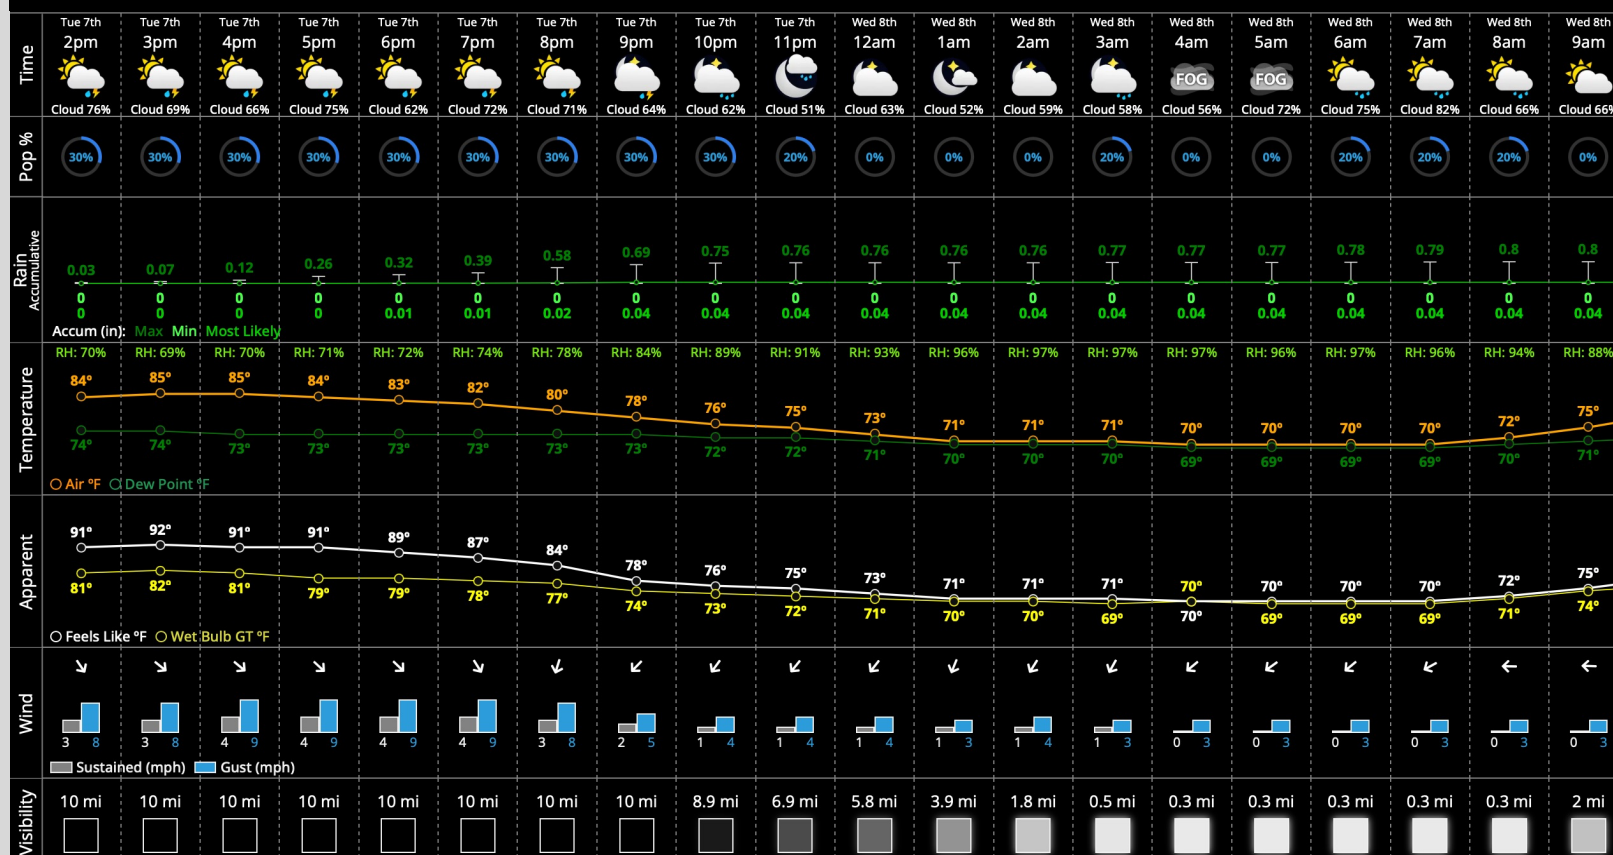 Tue 7th Tue 7th Tue 7th Tue 7th Tue 7th Tue 7th Tue 7th Tue 7th Tue 7th Tue 7th Wed 8th Wed 8th Wed 8th Wed 8th Wed 8th Wed 8th Wed 8th Wed 8th Wed 8th Wed 8th
Time 2pm 3pm 4pm 5pm 6pm 7pm 8pm 9pm 10pm 11pm 12am 1am 2am 3am 4am 5am 6am 7am 8am 9am
FOG FOG
Cloud 76% Cloud 69% Cloud 66% Cloud 75% Cloud 62% Cloud 72% Cloud 71% Cloud 64% Cloud 62% Cloud 51% Cloud 63% Cloud 52% Cloud 59% Cloud 58% Cloud 56% Cloud 72% Cloud 75% Cloud 82% Cloud 66% Cloud 66%
Pop % 30% 30% 30% 30% 30% 30% 30% 30% 30% 20% 0% 0% 0% 20% 0% 0% 20% 20% 20% 0%
Rain
Accumulative
0.03 0.07 0.12 0.26 0.32 0.39 0.58 0.69 0.75 0.76 0.76 0.76 0.76 0.77 0.77 0.77 0.78 0.79 0.8 0.8
0 0 0 0 0 0 0 0 0 0 0 0 0 0 0 0 0 0 0 0
0 0 0 0 0.01 0.01 0.02 0.04 0.04 0.04 0.04 0.04 0.04 0.04 0.04 0.04 0.04 0.04 0.04 0.04
Accum (in): Max Min Most Likely
Temperature
RH: 70% RH: 69% RH: 70% RH: 71% RH: 72% RH: 74% RH: 78% RH: 84% RH: 89% RH: 91% RH: 93% RH: 96% RH: 97% RH: 97% RH: 97% RH: 96% RH: 97% RH: 96% RH: 94% RH: 88%
84° 85° 85° 84° 83° 82° 80° 78° 76° 75° 73° 71° 71° 71° 70° 70° 70° 70° 72° 75°
74° 74° 73° 73° 73° 73° 73° 73° 72° 72° 71° 70° 70° 70° 69° 69° 69° 69° 70° 71°
Air ºF Dew Point ºF
Apparent
91° 92° 91° 91° 89° 87° 84° 78° 76° 75° 73° 71° 71° 71° 70° 70° 70° 70° 72° 75°
81° 82° 81° 79° 79° 78° 77° 74° 73° 72° 71° 70° 70° 69° 70° 69° 69° 69° 71° 74°
Feels Like ºF Wet Bulb GT ºF
Wind
3 8 3 8 4 9 4 9 4 9 4 9 3 8 2 5 1 4 1 4 1 4 1 3 1 4 1 3 0 3 0 3 0 3 0 3 0 3 0 3
Sustained (mph) Gust (mph)
Visibility
10 mi 10 mi 10 mi 10 mi 10 mi 10 mi 10 mi 10 mi 8.9 mi 6.9 mi 5.8 mi 3.9 mi 1.8 mi 0.5 mi 0.3 mi 0.3 mi 0.3 mi 0.3 mi 0.3 mi 2 mi